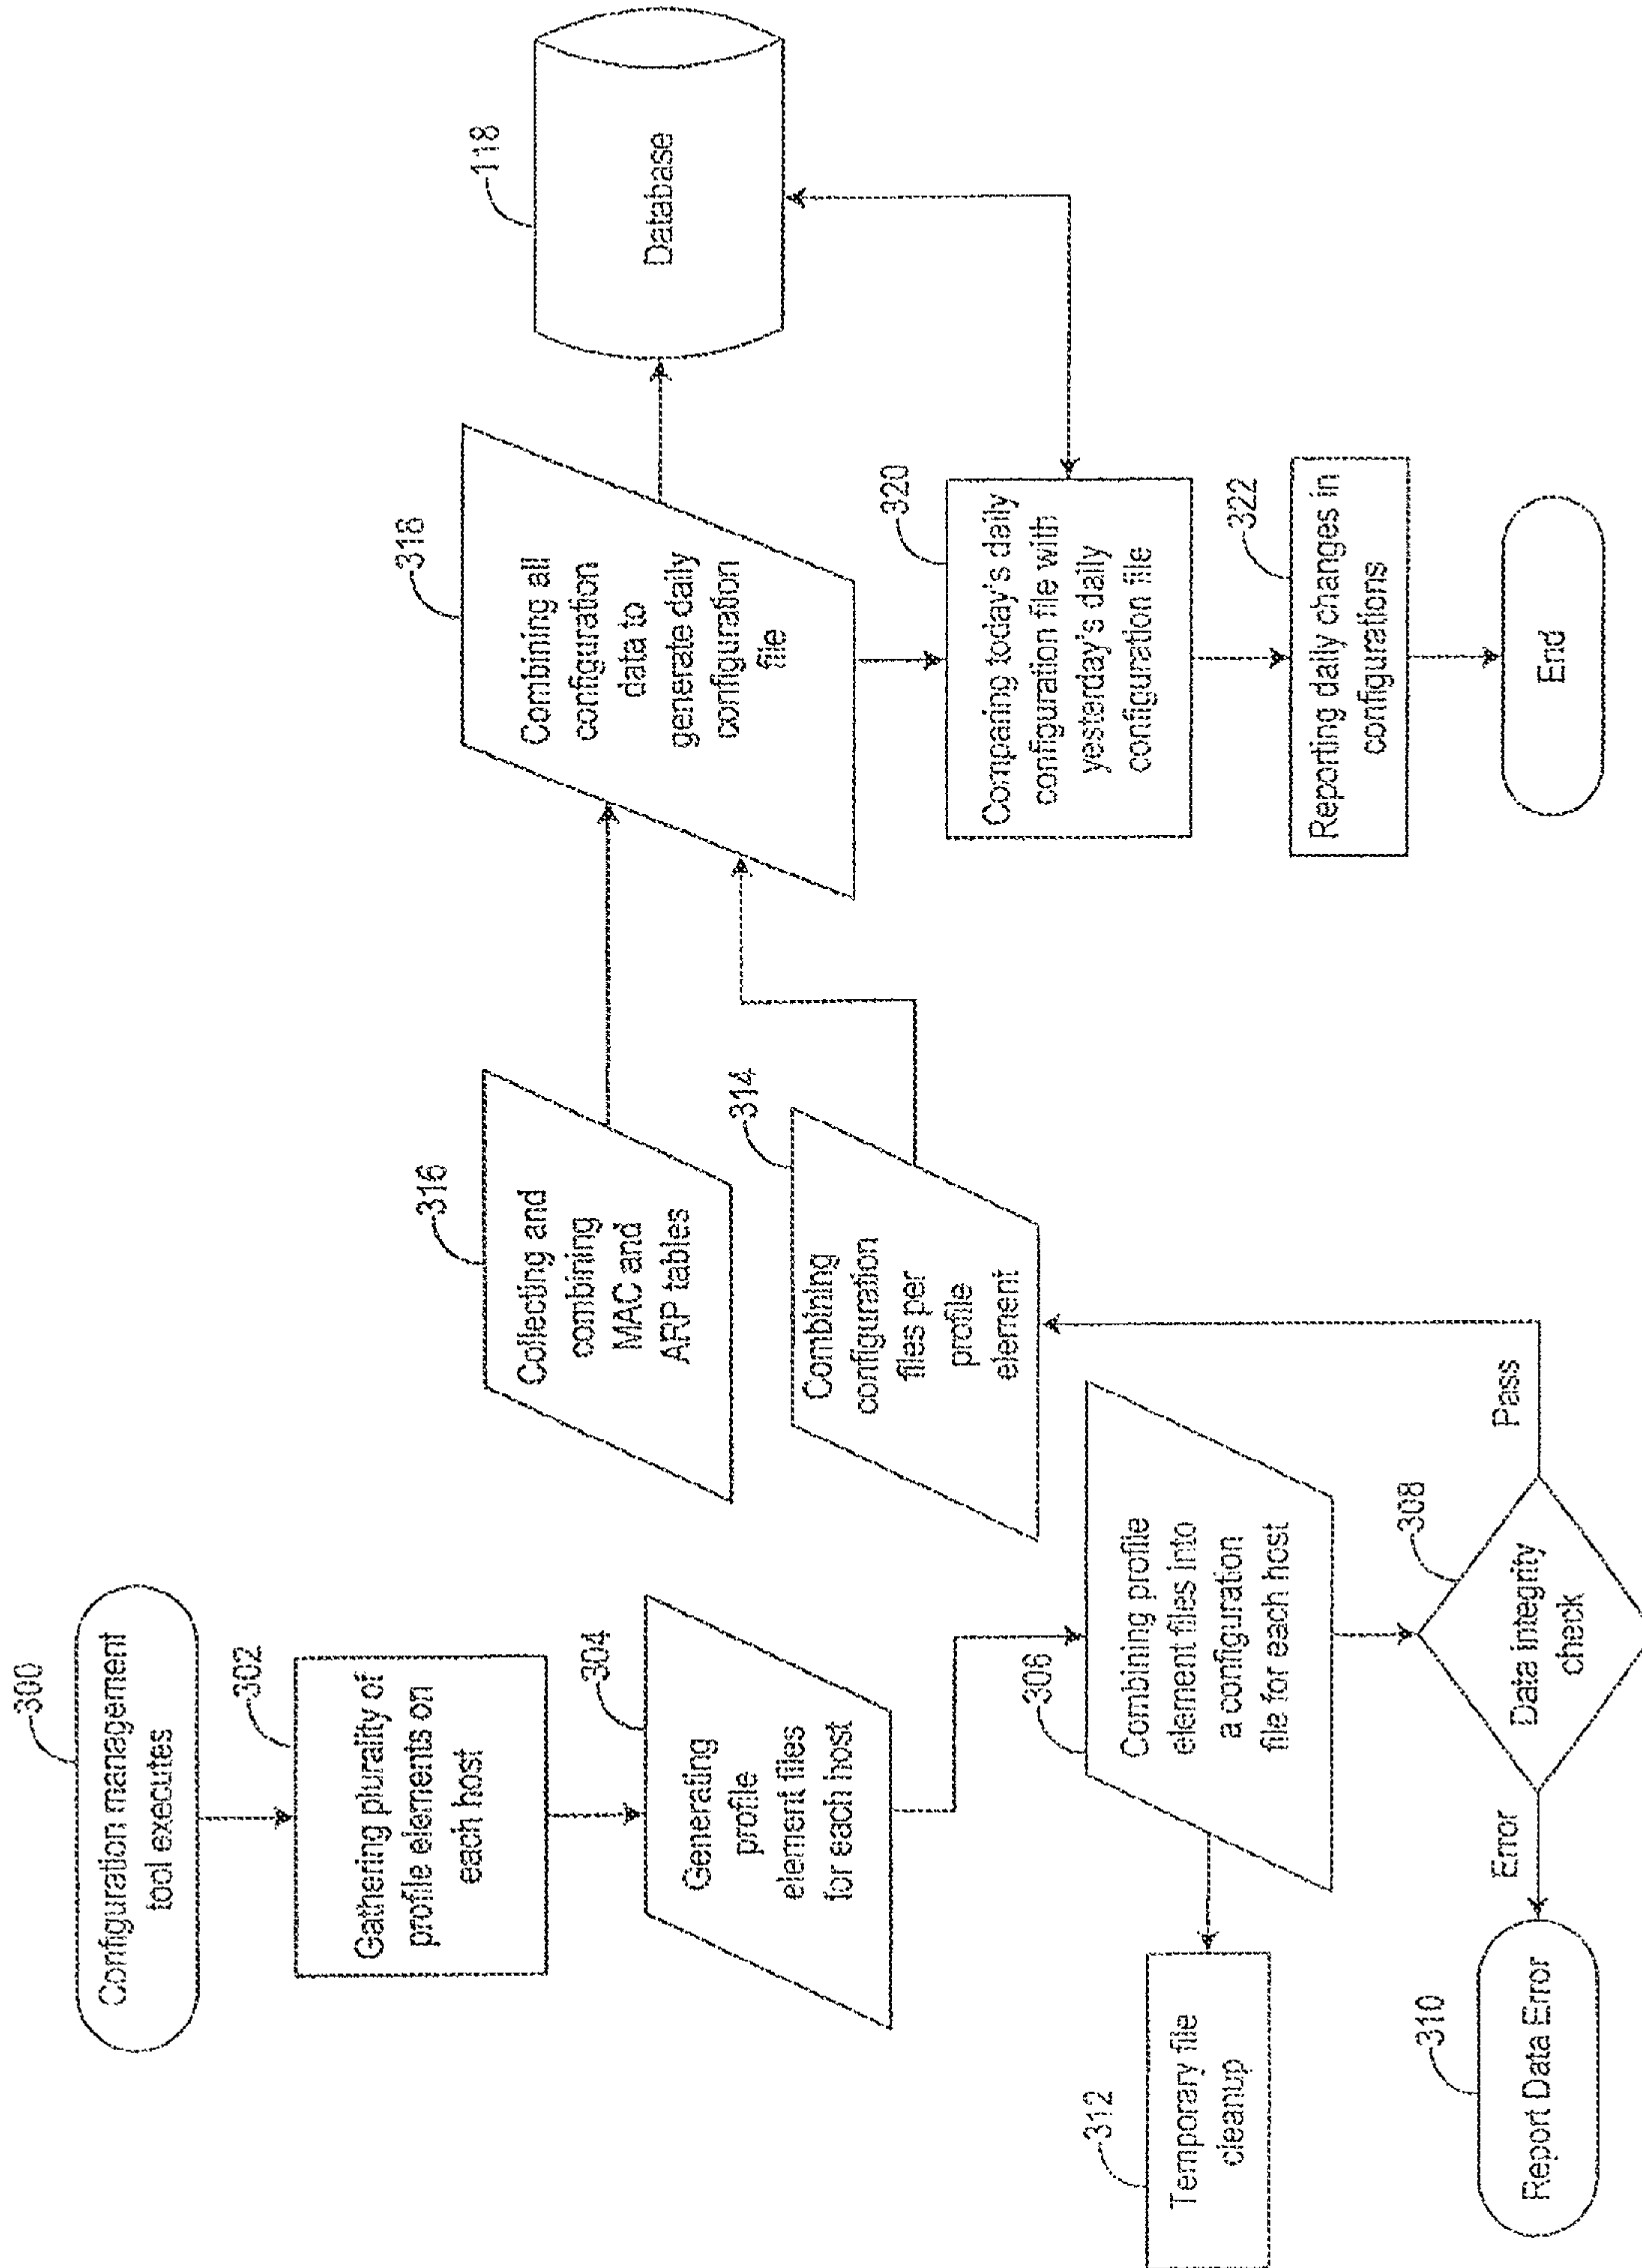 300
Configuration management
tool executes
302
Gathering plurality of
profile elements on
each host
304
Generating
profile
element files
for each host
306
Combining profile
element files into
a configuration
file for each host
312
Temporary file
cleanup
308
Data integrity
check
Error
310
Report Data Error
Pass
314
Combining
configuration
files per
profile
element
316
Collecting and
combining
MAC and
ARP tables
318
Combining all
configuration
data to
generate daily
configuration
file
118
Database
320
Comparing today's daily
configuration file with
yesterday's daily
configuration file
322
Reporting daily changes in
configurations
End